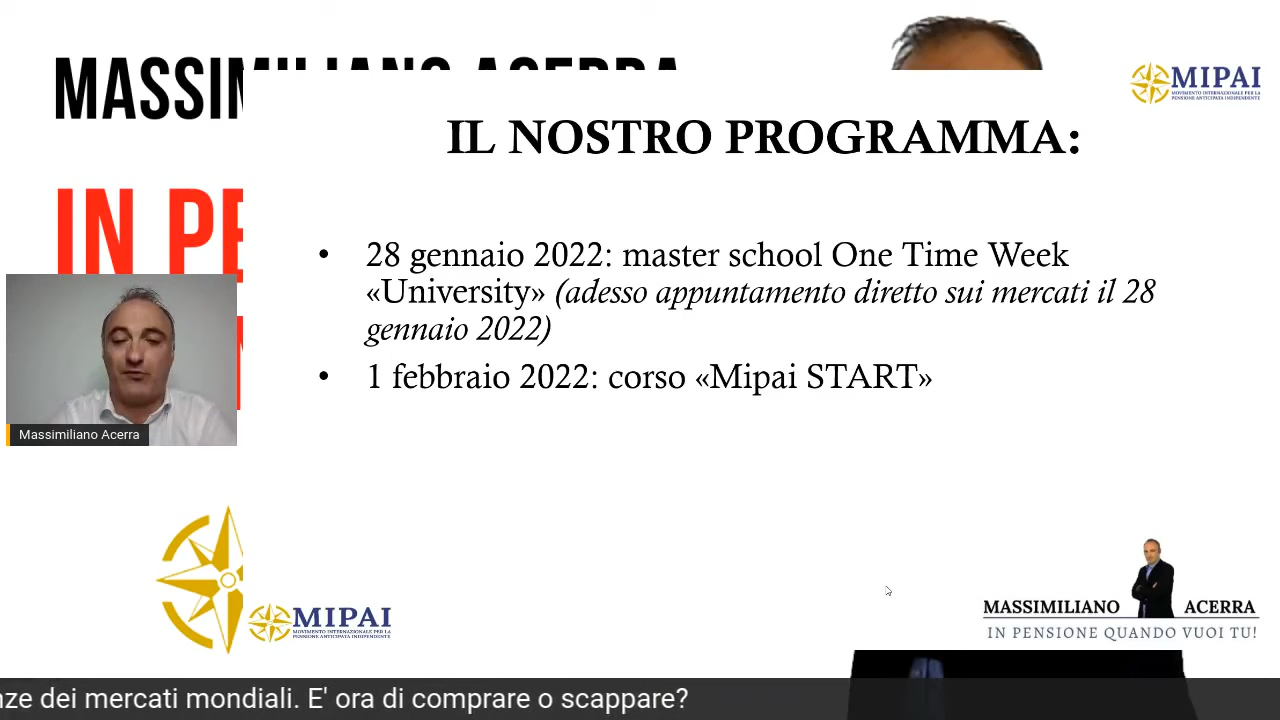 MASSIMILIANO ACERRA
MIPAI
MOVIMENTO INTERNAZIONALE PER LA
PENSIONE ANTICIPATA INDIPENDENTE
IL NOSTRO PROGRAMMA:
IN PE
• 28 gennaio 2022: master school One Time Week
«University» (adesso appuntamento diretto sui mercati il 28
gennaio 2022)
• 1 febbraio 2022: corso «Mipai START»
Massimiliano Acerra
MIPAI
MOVIMENTO INTERNAZIONALE PER LA
PENSIONE ANTICIPATA INDIPENDENTE
MASSIMILIANO ACERRA
IN PENSIONE QUANDO VUOI TU!
nze dei mercati mondiali. E' ora di comprare o scappare?